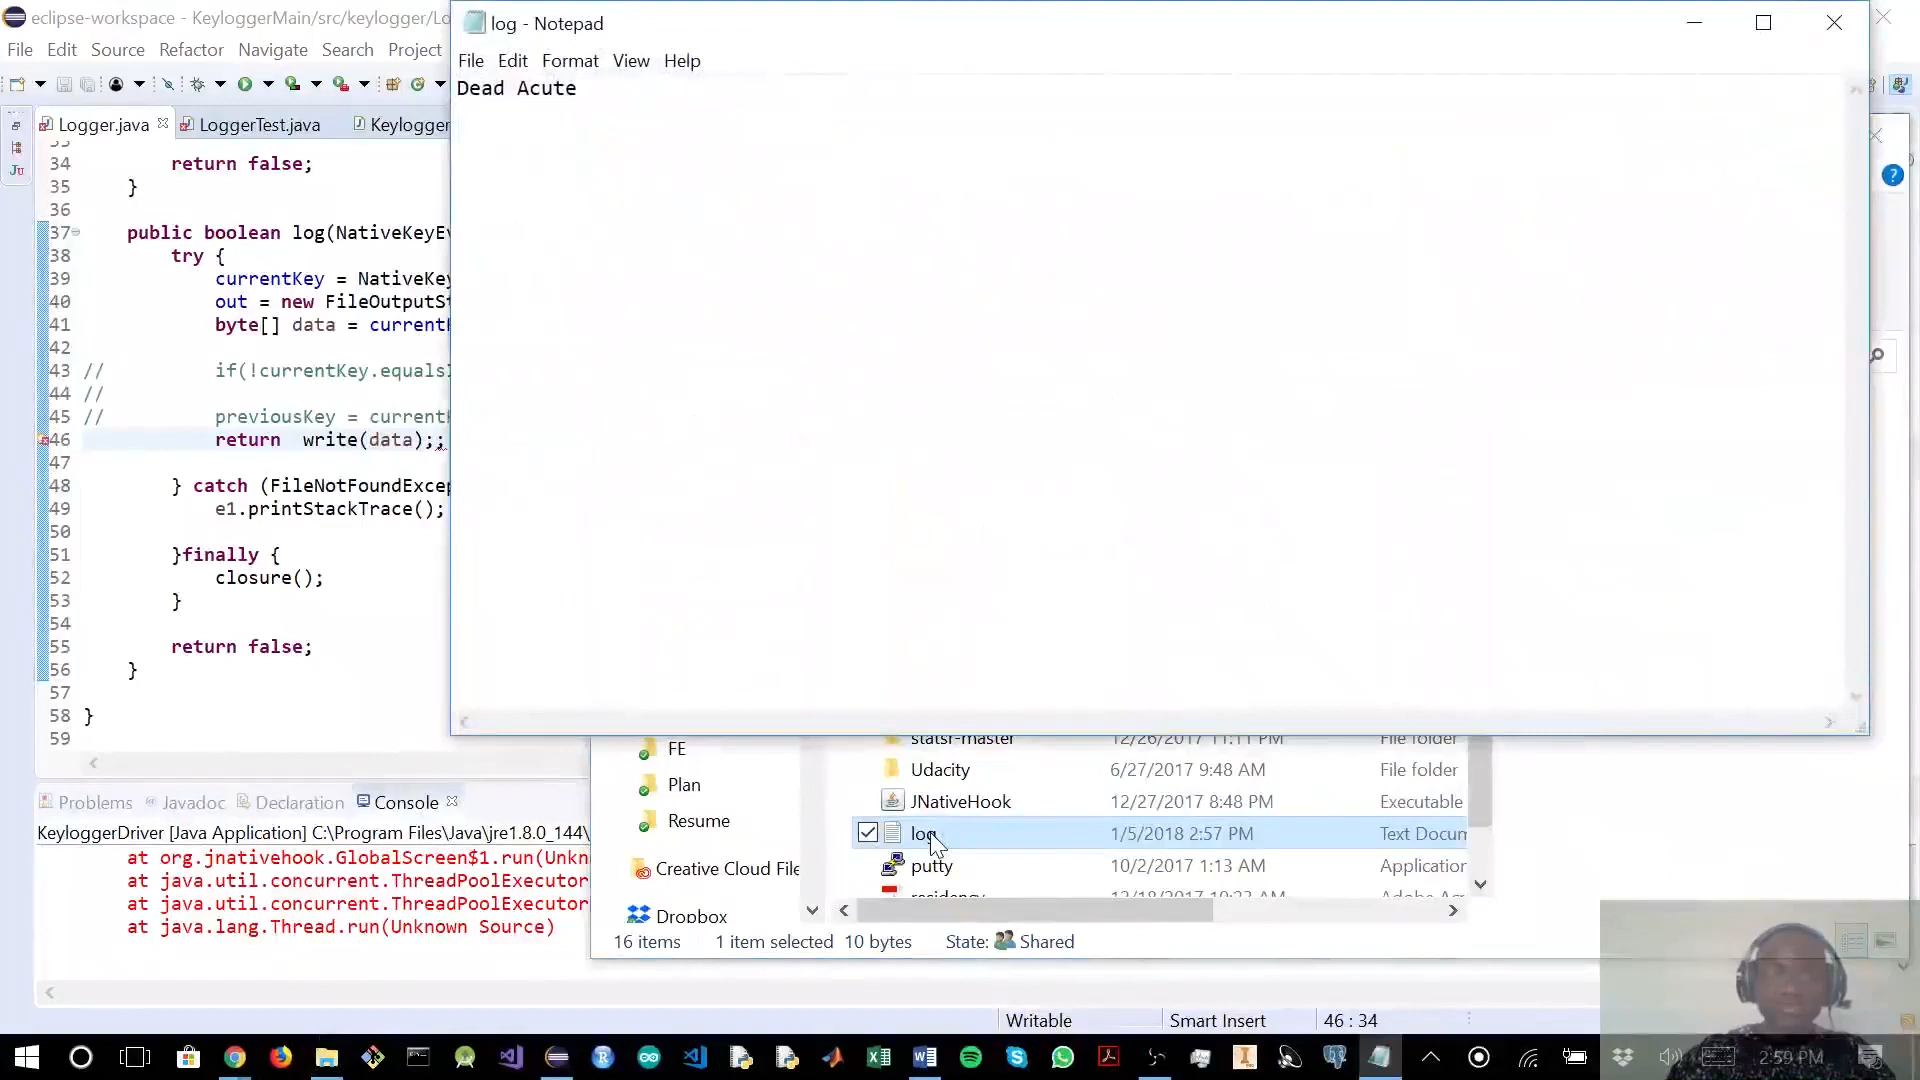 eclipse-workspace - KeyloggerMain/src/keylogger/Lo
File Edit Source Refactor Navigate Search Project
log - Notepad
File Edit Format View Help
Dead Acute
Logger.java
LoggerTest.java
Keylogger
34 return false;
35 }
36
37 public boolean log(NativeKeyEv
38 try {
39 currentKey = NativeKey
40 out = new FileOutputSt
41 byte[] data = currentK
42
43 // if(!currentKey.equalsI
44 //
45 // previousKey = currentK
46 return write(data);;
47
48 } catch (FileNotFoundExcep
49 e1.printStackTrace();
50
51 }finally {
52 closure();
53 }
54
55 return false;
56 }
57
58 }
59
Problems Javadoc Declaration Console
KeyloggerDriver [Java Application] C:\Program Files\Java\jre1.8.0_144\
at org.jnativehook.GlobalScreen$1.run(Unkn
at java.util.concurrent.ThreadPoolExecutor
at java.util.concurrent.ThreadPoolExecutor
at java.lang.Thread.run(Unknown Source)
FE
Plan
Resume
Creative Cloud File
Dropbox
statsr-master 12/26/2017 11:11 PM File folder
Udacity 6/27/2017 9:48 AM File folder
JNativeHook 12/27/2017 8:48 PM Executable
log 1/5/2018 2:57 PM Text Docum
putty 10/2/2017 1:13 AM Application
residency
16 items 1 item selected 10 bytes State: Shared
Writable Smart Insert 46 : 34
2:59 PM